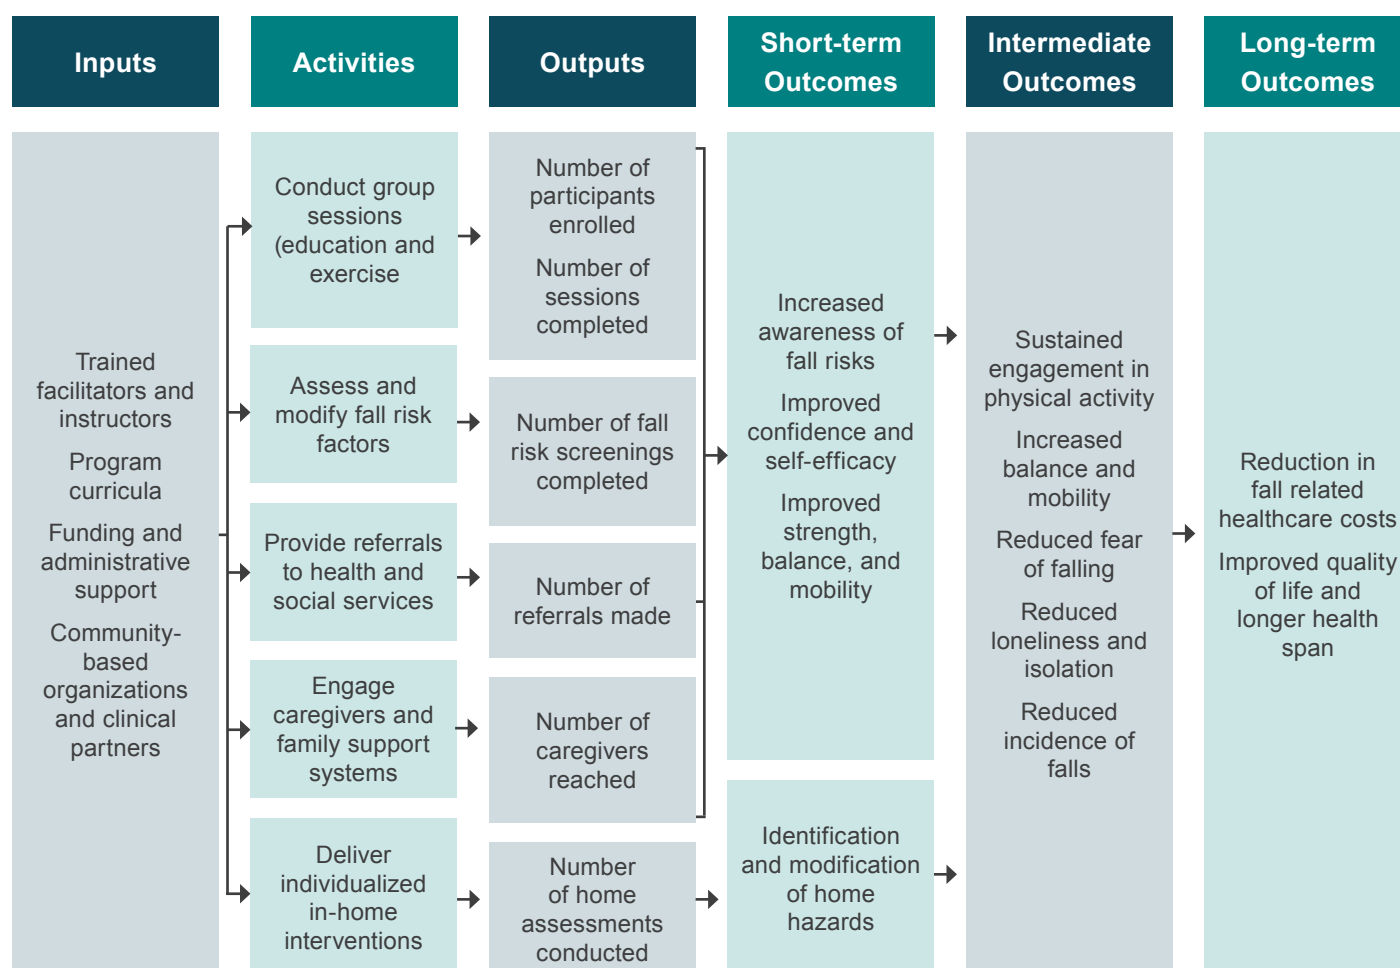 Inputs
Activities
Outputs
Short-term
Outcomes
Intermediate
Outcomes
Long-term
Outcomes
Trained
facilitators and
instructors
Program
curricula
Funding and
administrative
support
Community-
based
organizations
and clinical
partners
Conduct group
sessions
(education and
exercise
Assess and
modify fall risk
factors
Provide referrals
to health and
social services
Engage
caregivers and
family support
systems
Deliver
individualized
in-home
interventions
Number of
participants
enrolled
Number of
sessions
completed
Number of fall
risk screenings
completed
Number of
referrals made
Number of
caregivers
reached
Number
of home
assessments
conducted
Increased
awareness of
fall risks
Improved
confidence and
self-efficacy
Improved
strength,
balance, and
mobility
Identification
and modification
of home
hazards
Sustained
engagement in
physical activity
Increased
balance and
mobility
Reduced fear
of falling
Reduced
loneliness and
isolation
Reduced
incidence of
falls
Reduction in
fall related
healthcare costs
Improved quality
of life and
longer health
span